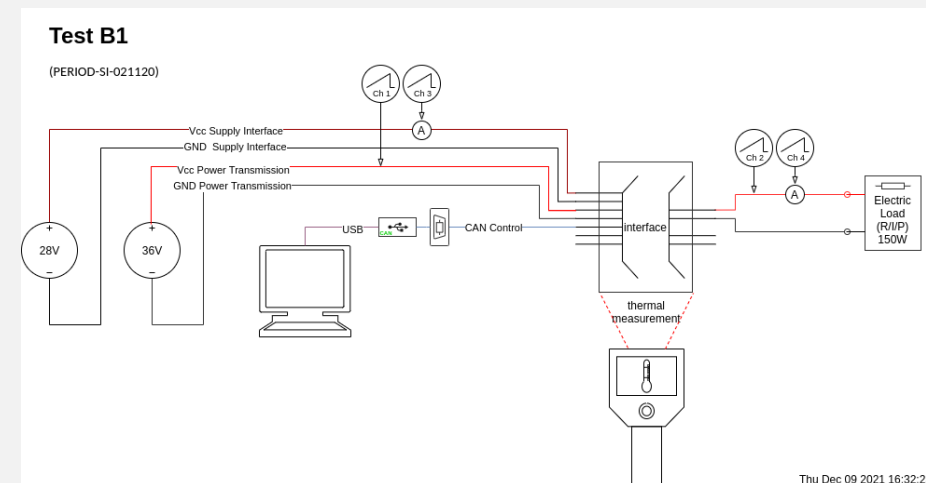 Test B1
(PERIOD-SI-021120)
Ch 1
Ch 3
A
Vcc Supply Interface
GND Supply Interface
Vcc Power Transmission
GND Power Transmission
Ch 2
Ch 4
A
Electric
Load
(R/I/P)
150W
+
28V
−
+
36V
−
USB
CAN
CAN Control
interface
thermal
measurement
Thu Dec 09 2021 16:32:2